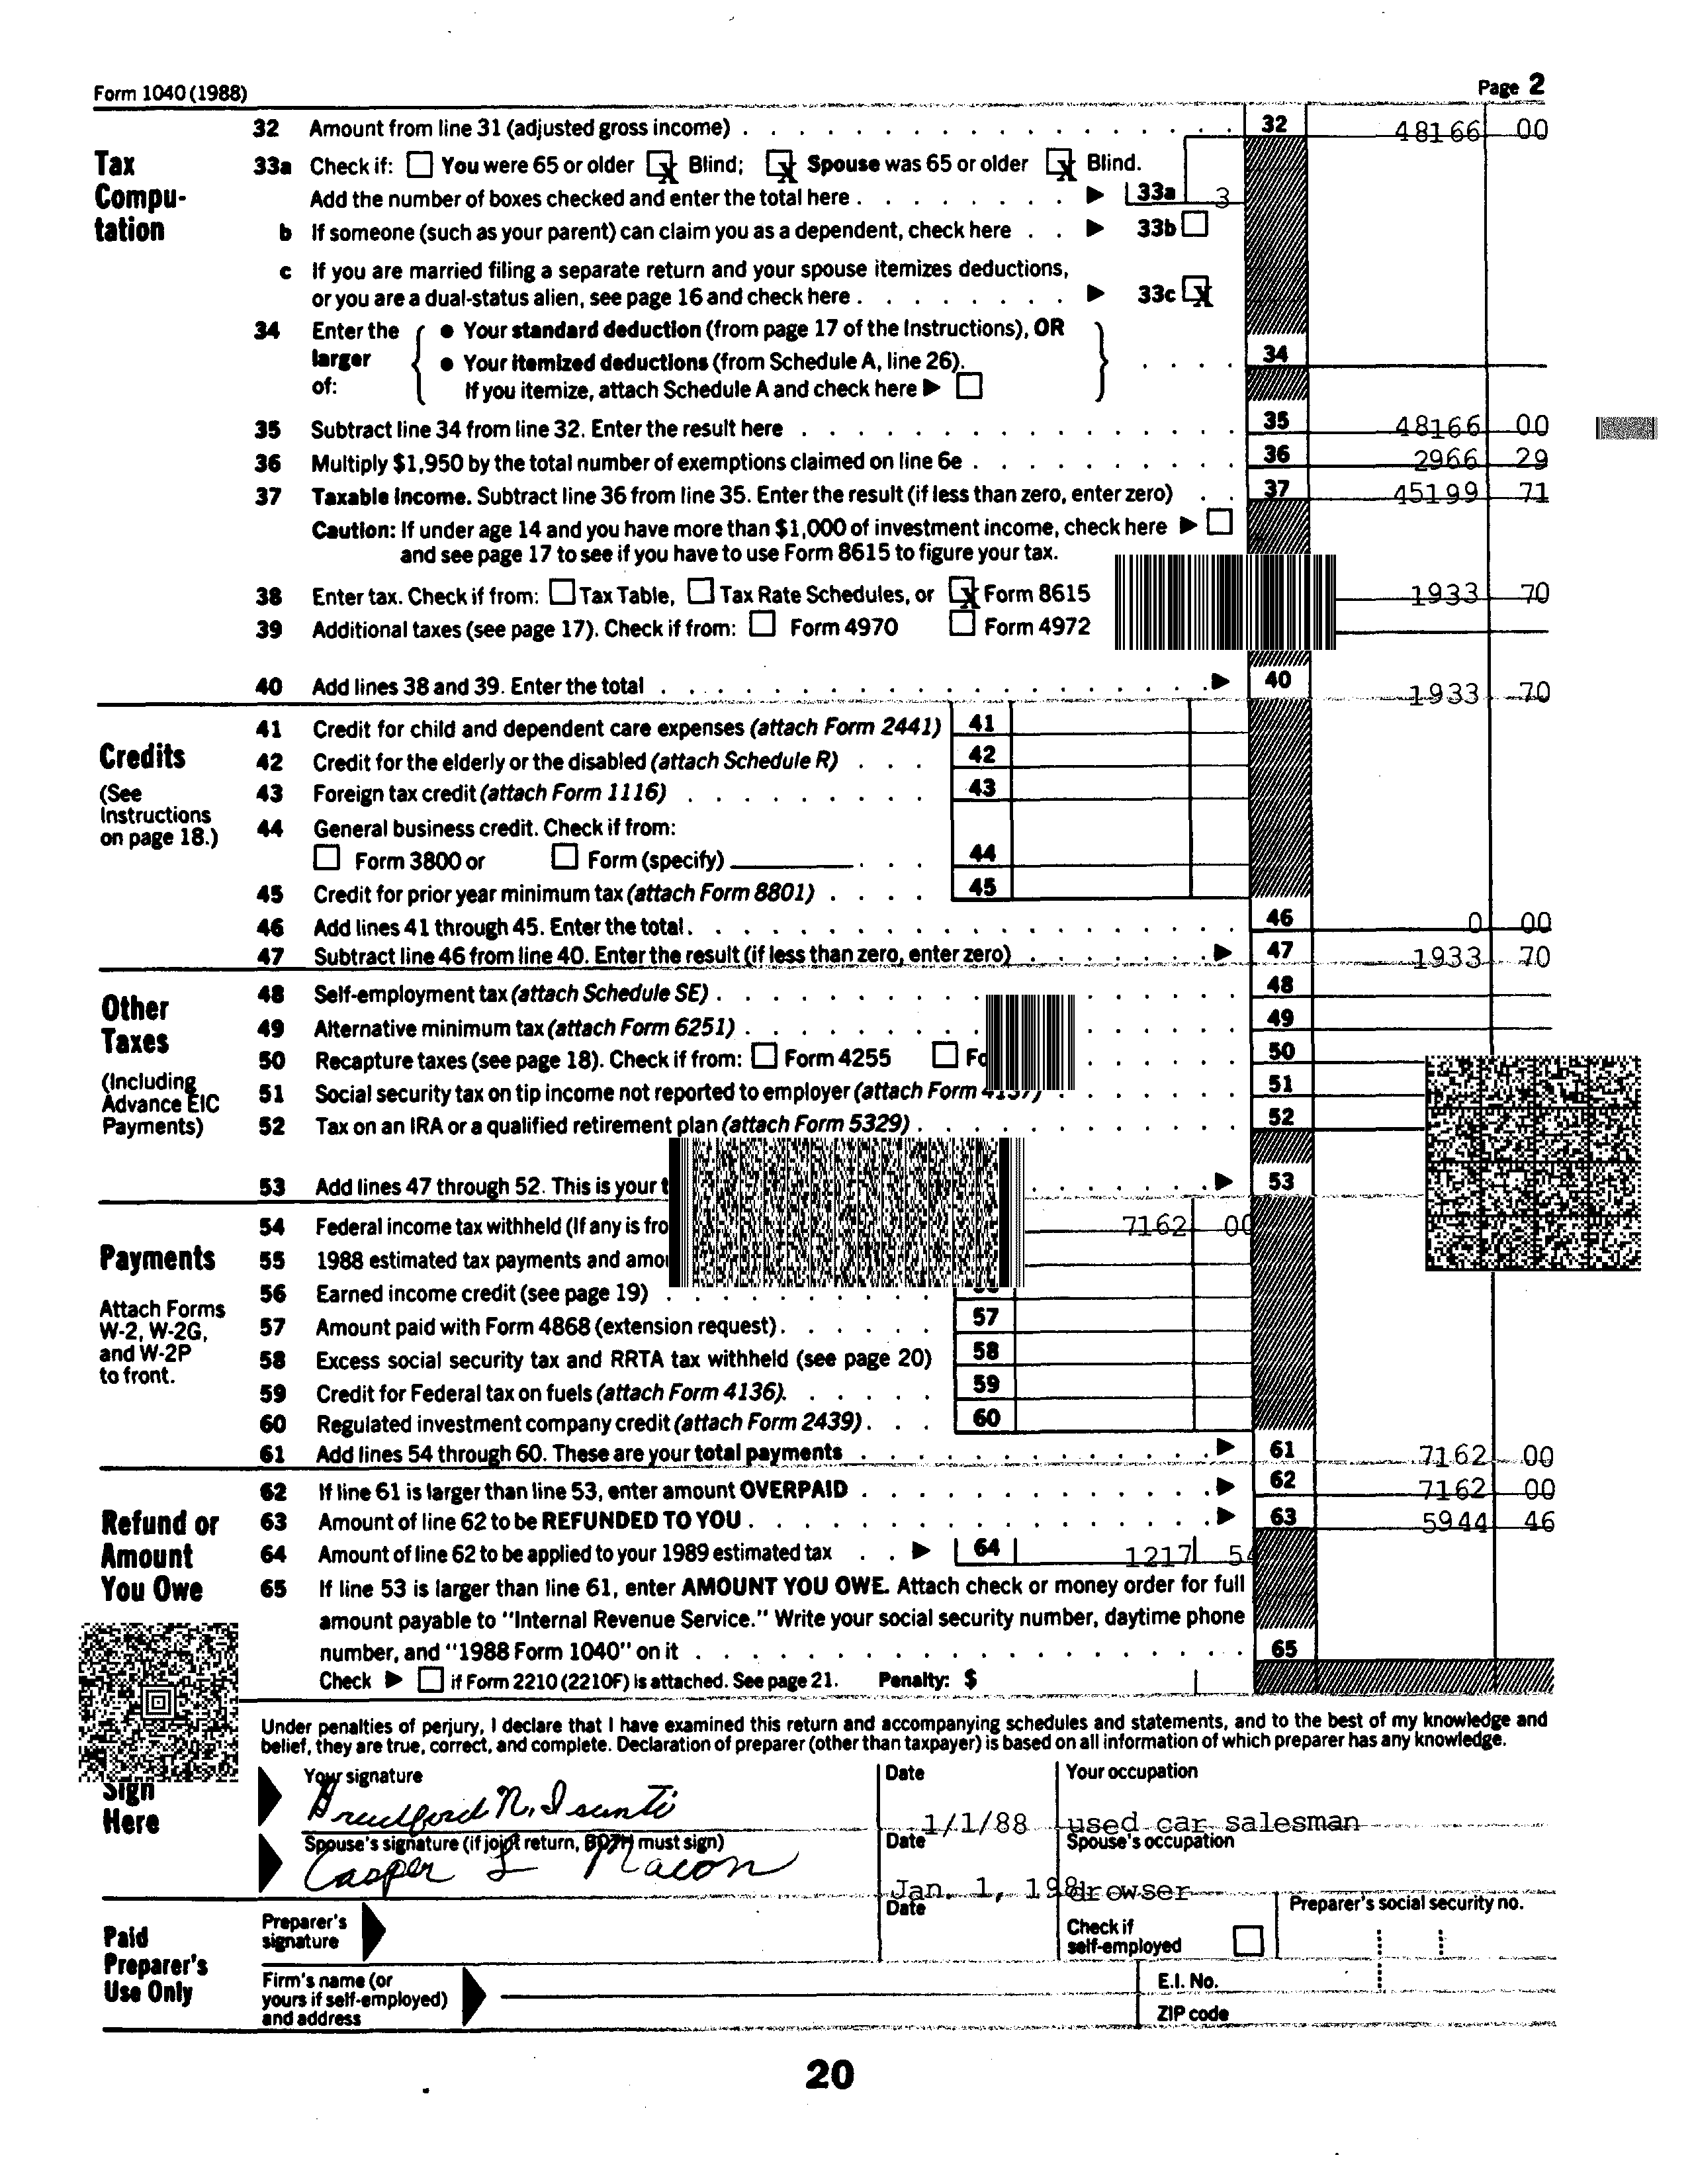 Form 1040 (1988)
Page 2
32 Amount from line 31 (adjusted gross income) 32 48166 00
Tax Compu-tation
33a Check if: You were 65 or older X Blind; X Spouse was 65 or older X Blind.
Add the number of boxes checked and enter the total here 33a 3
b If someone (such as your parent) can claim you as a dependent, check here 33b
c If you are married filing a separate return and your spouse itemizes deductions,
or you are a dual-status alien, see page 16 and check here 33c X
34 Enter the larger of:
● Your standard deduction (from page 17 of the Instructions), OR
● Your itemized deductions (from Schedule A, line 26).
If you itemize, attach Schedule A and check here
34
35 Subtract line 34 from line 32. Enter the result here 35 48166 00
36 Multiply $1,950 by the total number of exemptions claimed on line 6e 36 2966 29
37 Taxable income. Subtract line 36 from line 35. Enter the result (if less than zero, enter zero) 37 45199 71
Caution: If under age 14 and you have more than $1,000 of investment income, check here
and see page 17 to see if you have to use Form 8615 to figure your tax.
38 Enter tax. Check if from: Tax Table, Tax Rate Schedules, or X Form 8615 1933 70
39 Additional taxes (see page 17). Check if from: Form 4970 Form 4972
40 Add lines 38 and 39. Enter the total 40 1933 70
Credits
(See Instructions on page 18.)
41 Credit for child and dependent care expenses (attach Form 2441) 41
42 Credit for the elderly or the disabled (attach Schedule R) 42
43 Foreign tax credit (attach Form 1116) 43
44 General business credit. Check if from:
Form 3800 or Form (specify) 44
45 Credit for prior year minimum tax (attach Form 8801) 45
46 Add lines 41 through 45. Enter the total 46 0 00
47 Subtract line 46 from line 40. Enter the result (if less than zero, enter zero) 47 1933 70
Other Taxes
(Including Advance EIC Payments)
48 Self-employment tax (attach Schedule SE) 48
49 Alternative minimum tax (attach Form 6251) 49
50 Recapture taxes (see page 18). Check if from: Form 4255 50
51 Social security tax on tip income not reported to employer (attach Form 51
52 Tax on an IRA or a qualified retirement plan (attach Form 5329) 52
53 Add lines 47 through 52. This is your 53
Payments
Attach Forms W-2, W-2G, and W-2P to front.
54 Federal income tax withheld (If any is 7162 00
55 1988 estimated tax payments and
56 Earned income credit (see page 19)
57 Amount paid with Form 4868 (extension request) 57
58 Excess social security tax and RRTA tax withheld (see page 20) 58
59 Credit for Federal tax on fuels (attach Form 4136) 59
60 Regulated investment company credit (attach Form 2439) 60
61 Add lines 54 through 60. These are your total payments 61 7162 00
Refund or Amount You Owe
62 If line 61 is larger than line 53, enter amount OVERPAID 62 7162 00
63 Amount of line 62 to be REFUNDED TO YOU 63 5944 46
64 Amount of line 62 to be applied to your 1989 estimated tax 64 1217 54
65 If line 53 is larger than line 61, enter AMOUNT YOU OWE. Attach check or money order for full
amount payable to "Internal Revenue Service." Write your social security number, daytime phone
number, and "1988 Form 1040" on it 65
Check if Form 2210 (2210F) is attached. See page 21. Penalty: $
Under penalties of perjury, I declare that I have examined this return and accompanying schedules and statements, and to the best of my knowledge and
belief, they are true, correct, and complete. Declaration of preparer (other than taxpayer) is based on all information of which preparer has any knowledge.
Sign Here
Your signature Date Your occupation
Bradford N. Isanti 1/1/88 used car salesman
Spouse's signature (if joint return, BOTH must sign) Date Spouse's occupation
Casper L Macon Jan. 1, 198 drowser
Paid Preparer's Use Only
Preparer's signature
Date
Check if self-employed
Preparer's social security no.
Firm's name (or yours if self-employed) and address
E.I. No.
ZIP code
20